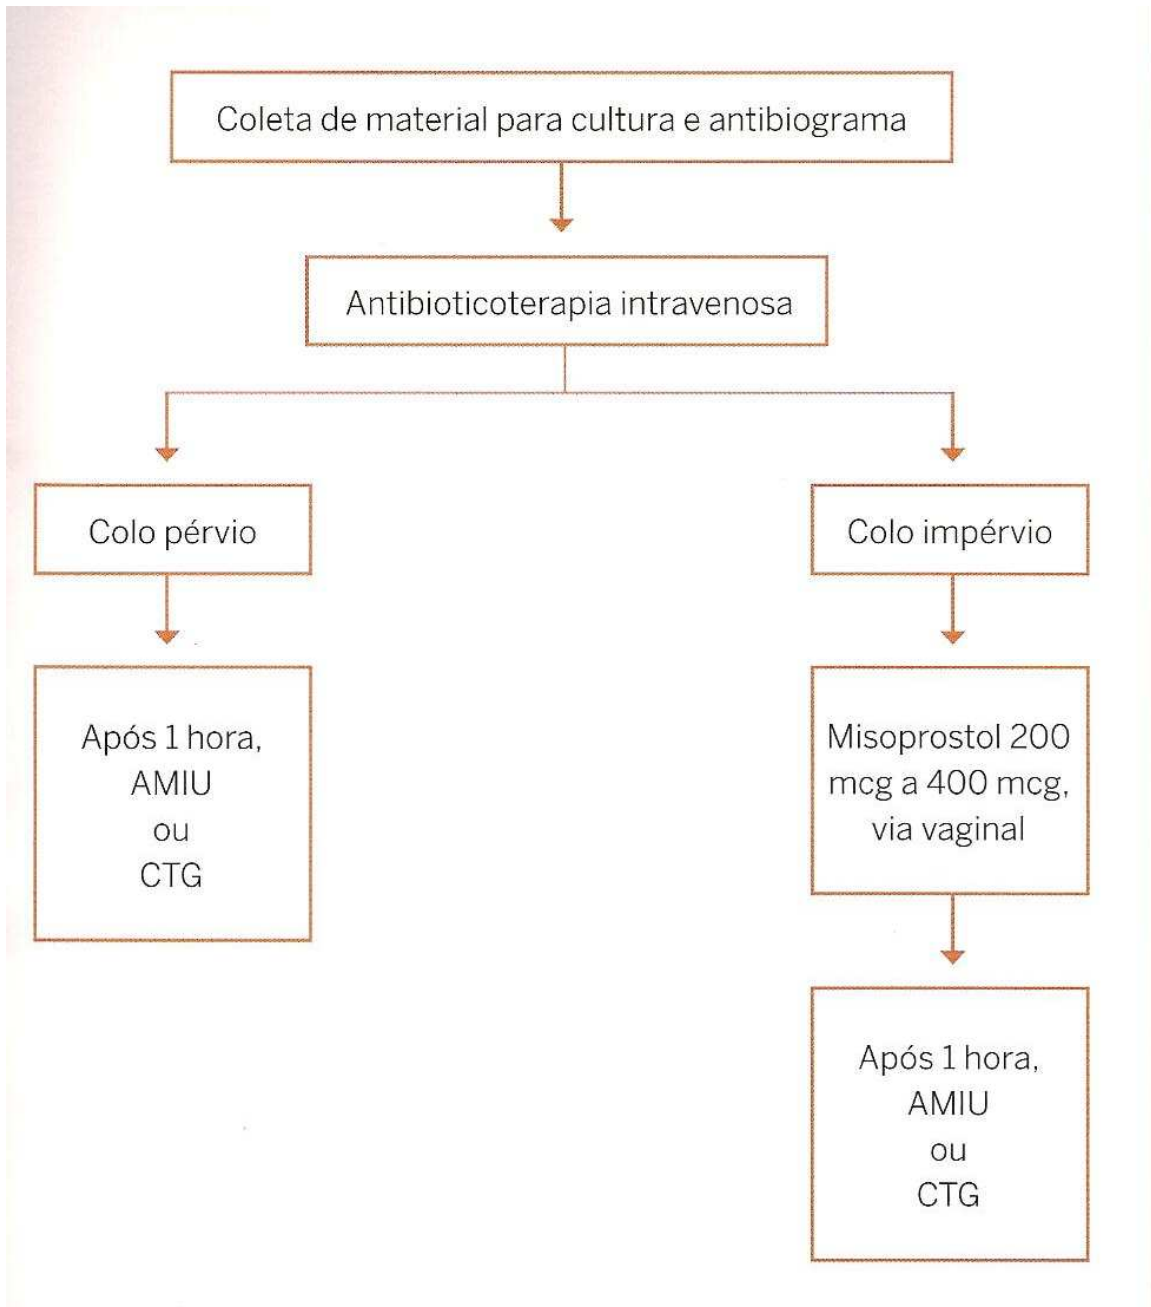 Coleta de material para cultura e antibiograma
Antibioticoterapia intravenosa
Colo pérvio
Colo impérvio
Após 1 hora,
AMIU
ou
CTG
Misoprostol 200
mcg a 400 mcg,
via vaginal
Após 1 hora,
AMIU
ou
CTG